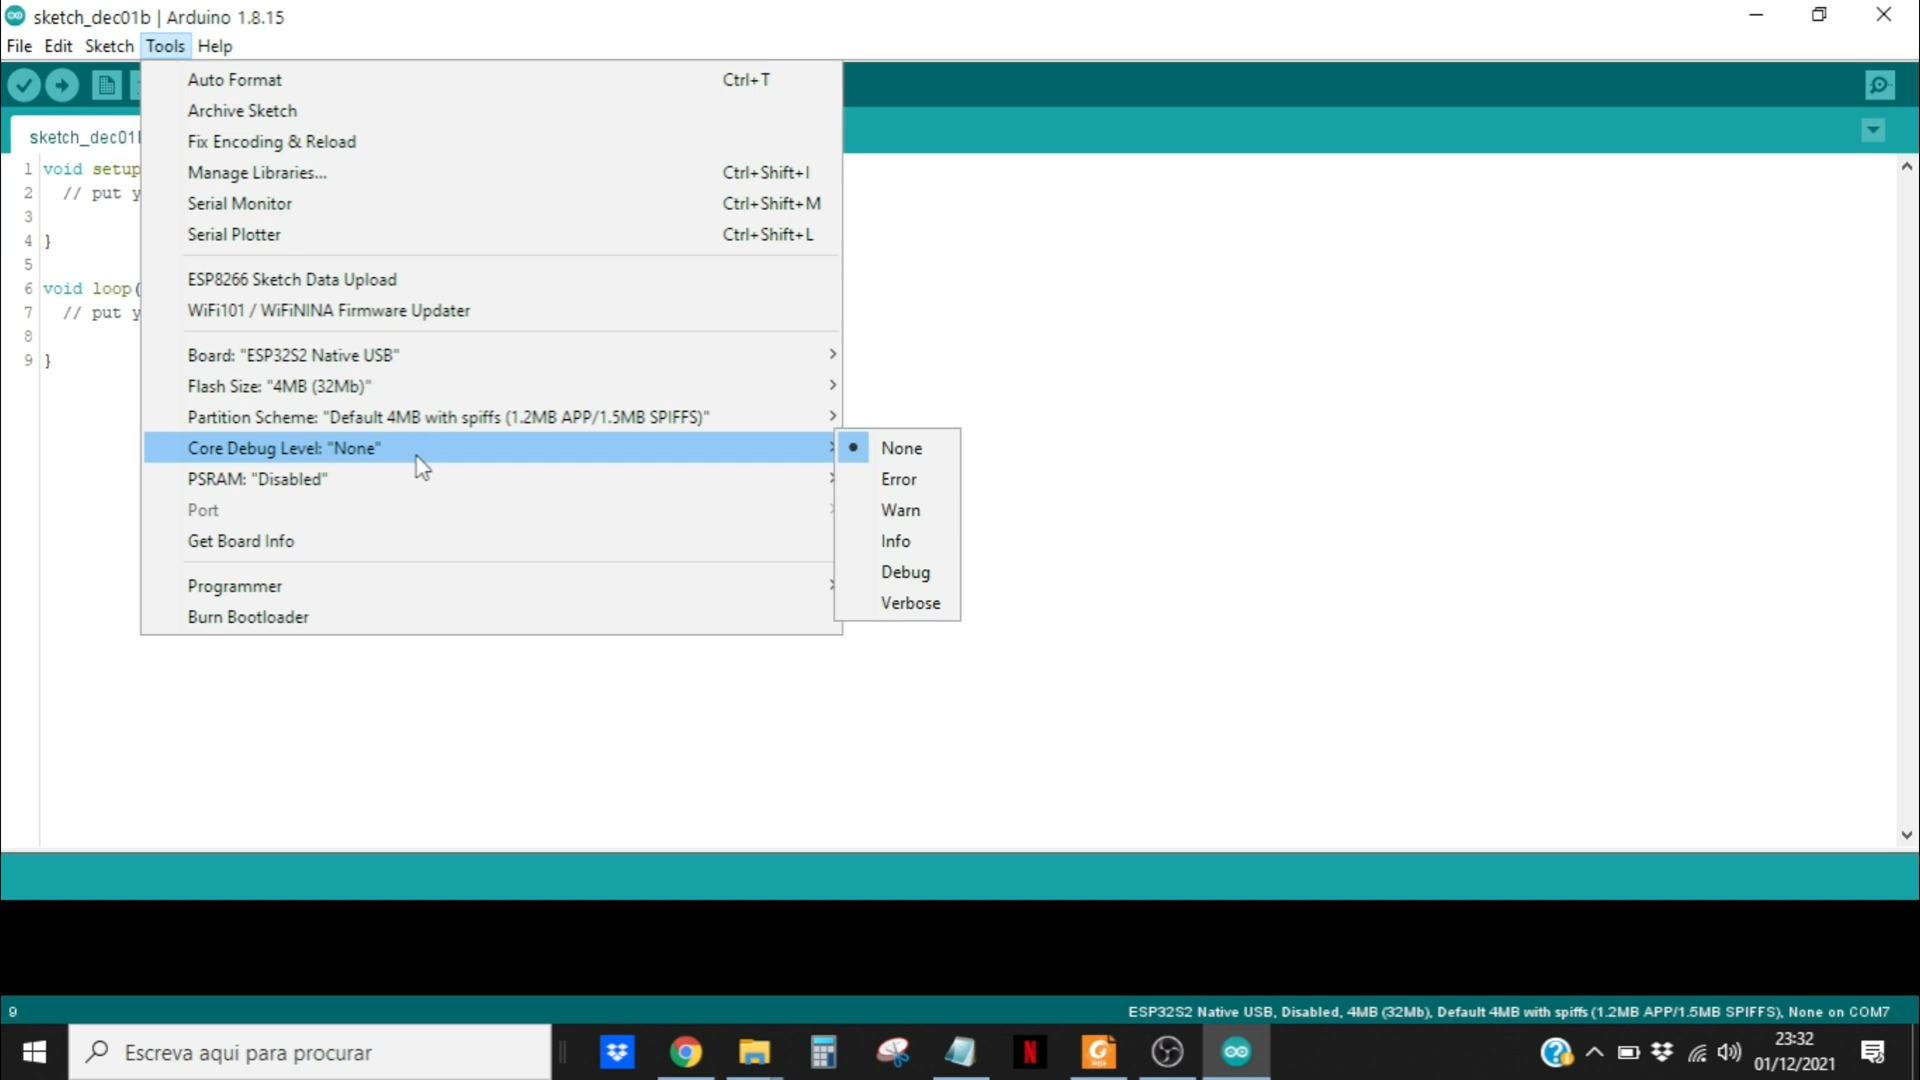 sketch_dec01b | Arduino 1.8.15
File Edit Sketch Tools Help
sketch_dec01
1 void setup
2 // put y
3
4 }
5
6 void loop(
7 // put y
8
9 }
Auto Format Ctrl+T
Archive Sketch
Fix Encoding & Reload
Manage Libraries... Ctrl+Shift+I
Serial Monitor Ctrl+Shift+M
Serial Plotter Ctrl+Shift+L
ESP8266 Sketch Data Upload
WiFi101 / WiFiNINA Firmware Updater
Board: "ESP32S2 Native USB"
Flash Size: "4MB (32Mb)"
Partition Scheme: "Default 4MB with spiffs (1.2MB APP/1.5MB SPIFFS)"
Core Debug Level: "None"
PSRAM: "Disabled"
Port
Get Board Info
Programmer
Burn Bootloader
None
Error
Warn
Info
Debug
Verbose
9
ESP32S2 Native USB, Disabled, 4MB (32Mb), Default 4MB with spiffs (1.2MB APP/1.5MB SPIFFS), None on COM7
Escreva aqui para procurar
23:32
01/12/2021